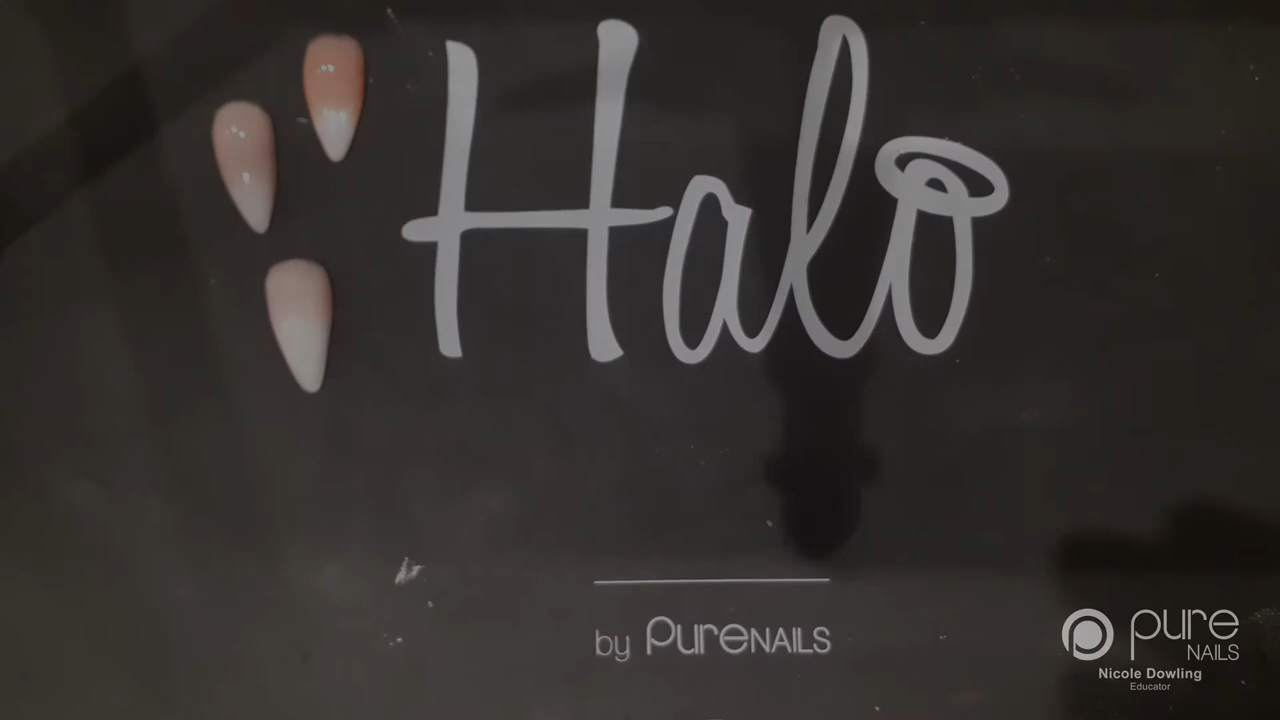 Halo
by PureNAILS
pure
NAILS
Nicole Dowling
Educator